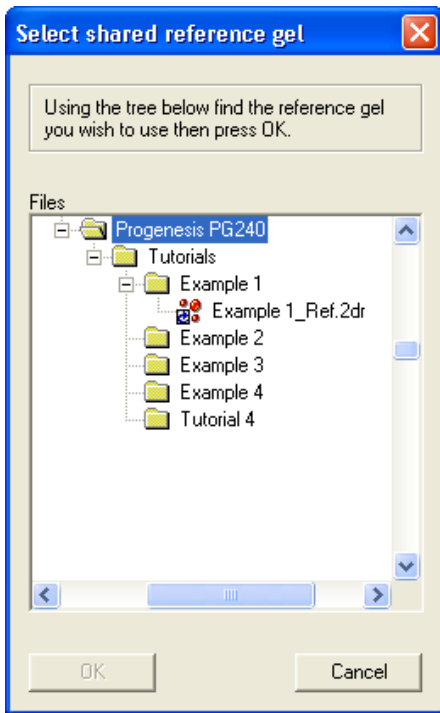 Select shared reference gel
Using the tree below find the reference gel
you wish to use then press OK.
Files
Progenesis PG240
Tutorials
Example 1
Example 1_Ref.2dr
Example 2
Example 3
Example 4
Tutorial 4
OK
Cancel